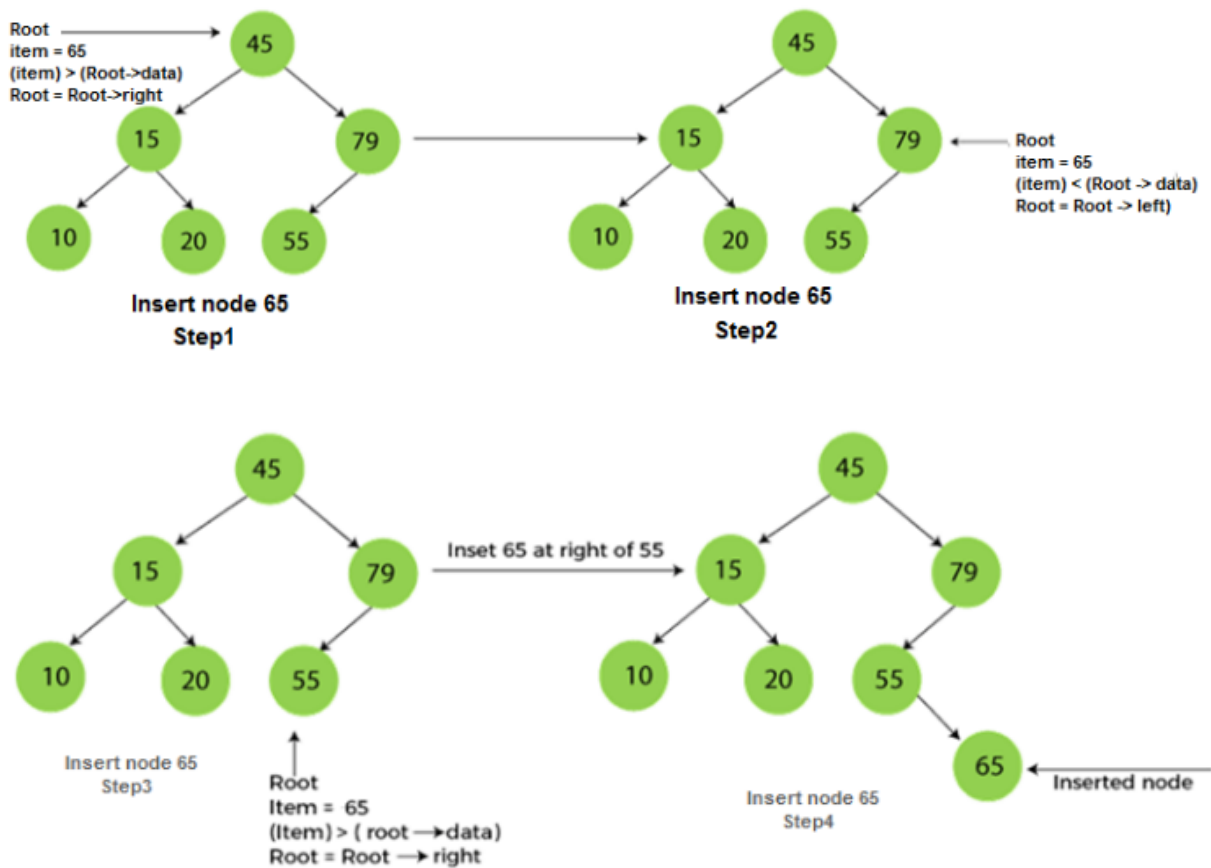 Root
item = 65
(item) > (Root->data)
Root = Root->right
45
15
79
10
20
55
Insert node 65
Step1
45
15
79
10
20
55
Root
item = 65
(item) < (Root -> data)
Root = Root -> left)
Insert node 65
Step2
45
15
79
10
20
55
Insert node 65
Step3
Root
Item = 65
(Item) > ( root → data)
Root = Root → right
Inset 65 at right of 55
45
15
79
10
20
55
65
Inserted node
Insert node 65
Step4